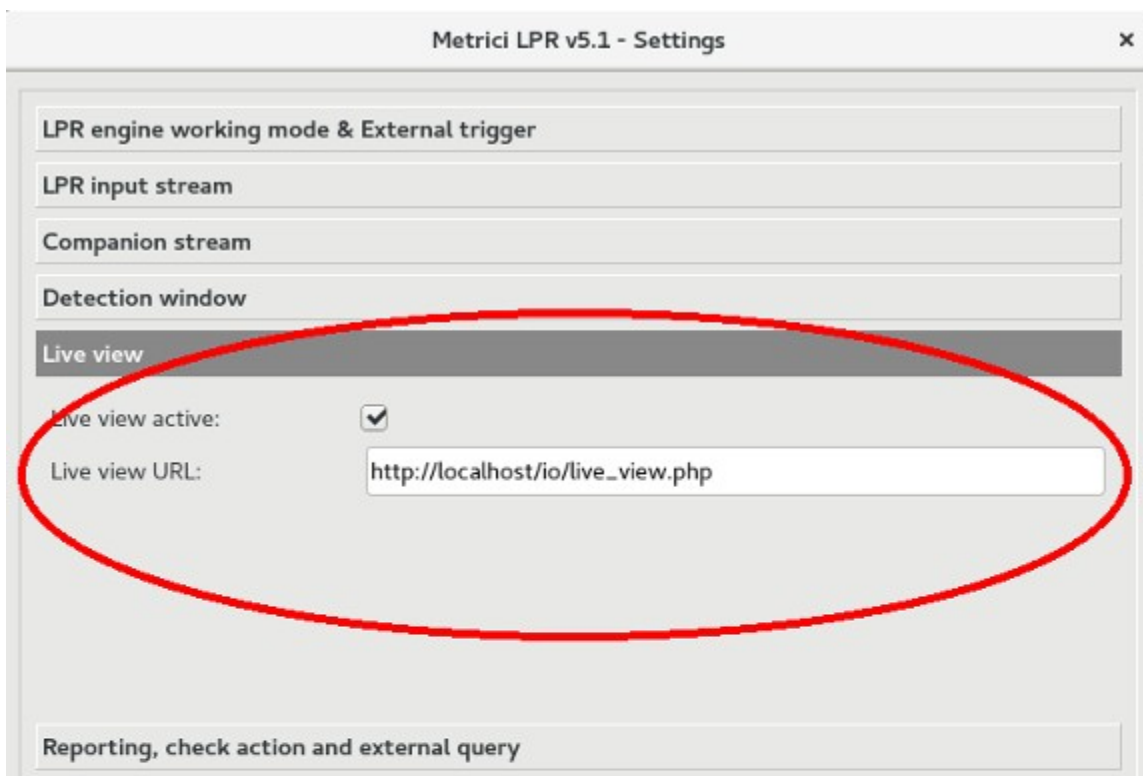 Metrici LPR v5.1 - Settings
LPR engine working mode & External trigger
LPR input stream
Companion stream
Detection window
Live view
Live view active:
Live view URL: http://localhost/io/live_view.php
Reporting, check action and external query